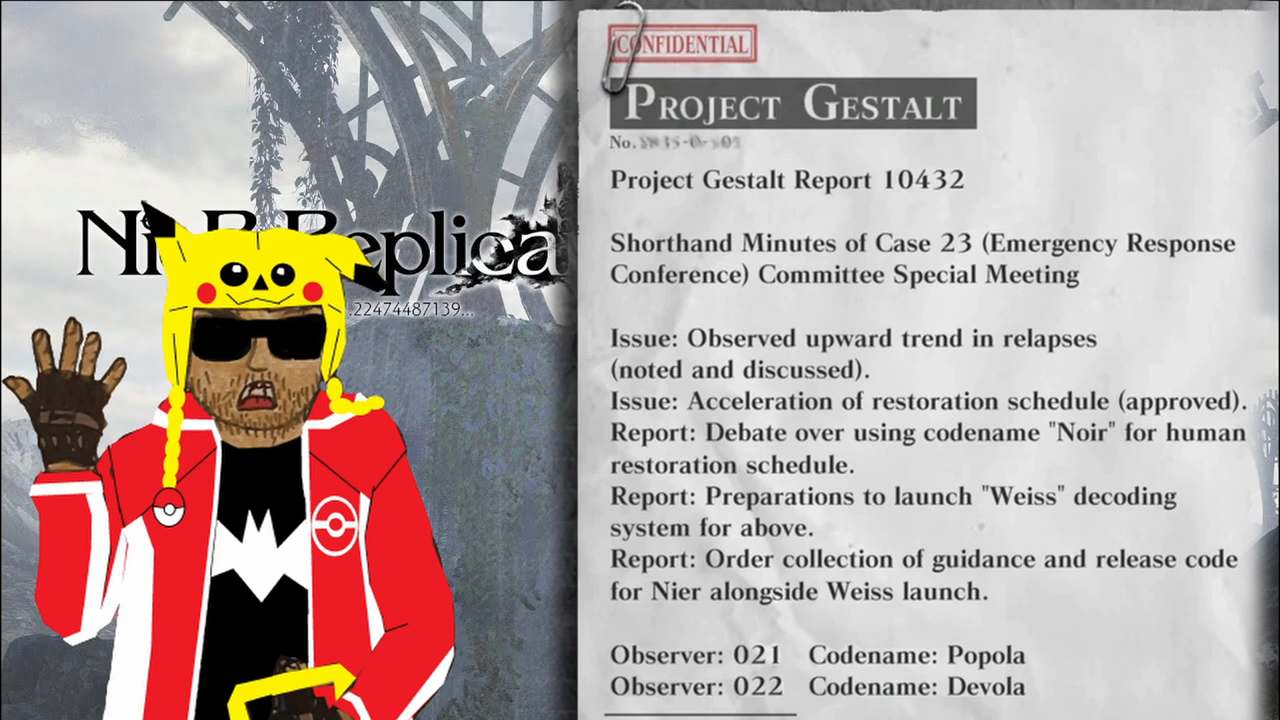 CONFIDENTIAL
PROJECT GESTALT
No.
Project Gestalt Report 10432
Shorthand Minutes of Case 23 (Emergency Response
Conference) Committee Special Meeting
Issue: Observed upward trend in relapses
(noted and discussed).
Issue: Acceleration of restoration schedule (approved).
Report: Debate over using codename "Noir" for human
restoration schedule.
Report: Preparations to launch "Weiss" decoding
system for above.
Report: Order collection of guidance and release code
for Nier alongside Weiss launch.
Observer: 021 Codename: Popola
Observer: 022 Codename: Devola
.22474487139...